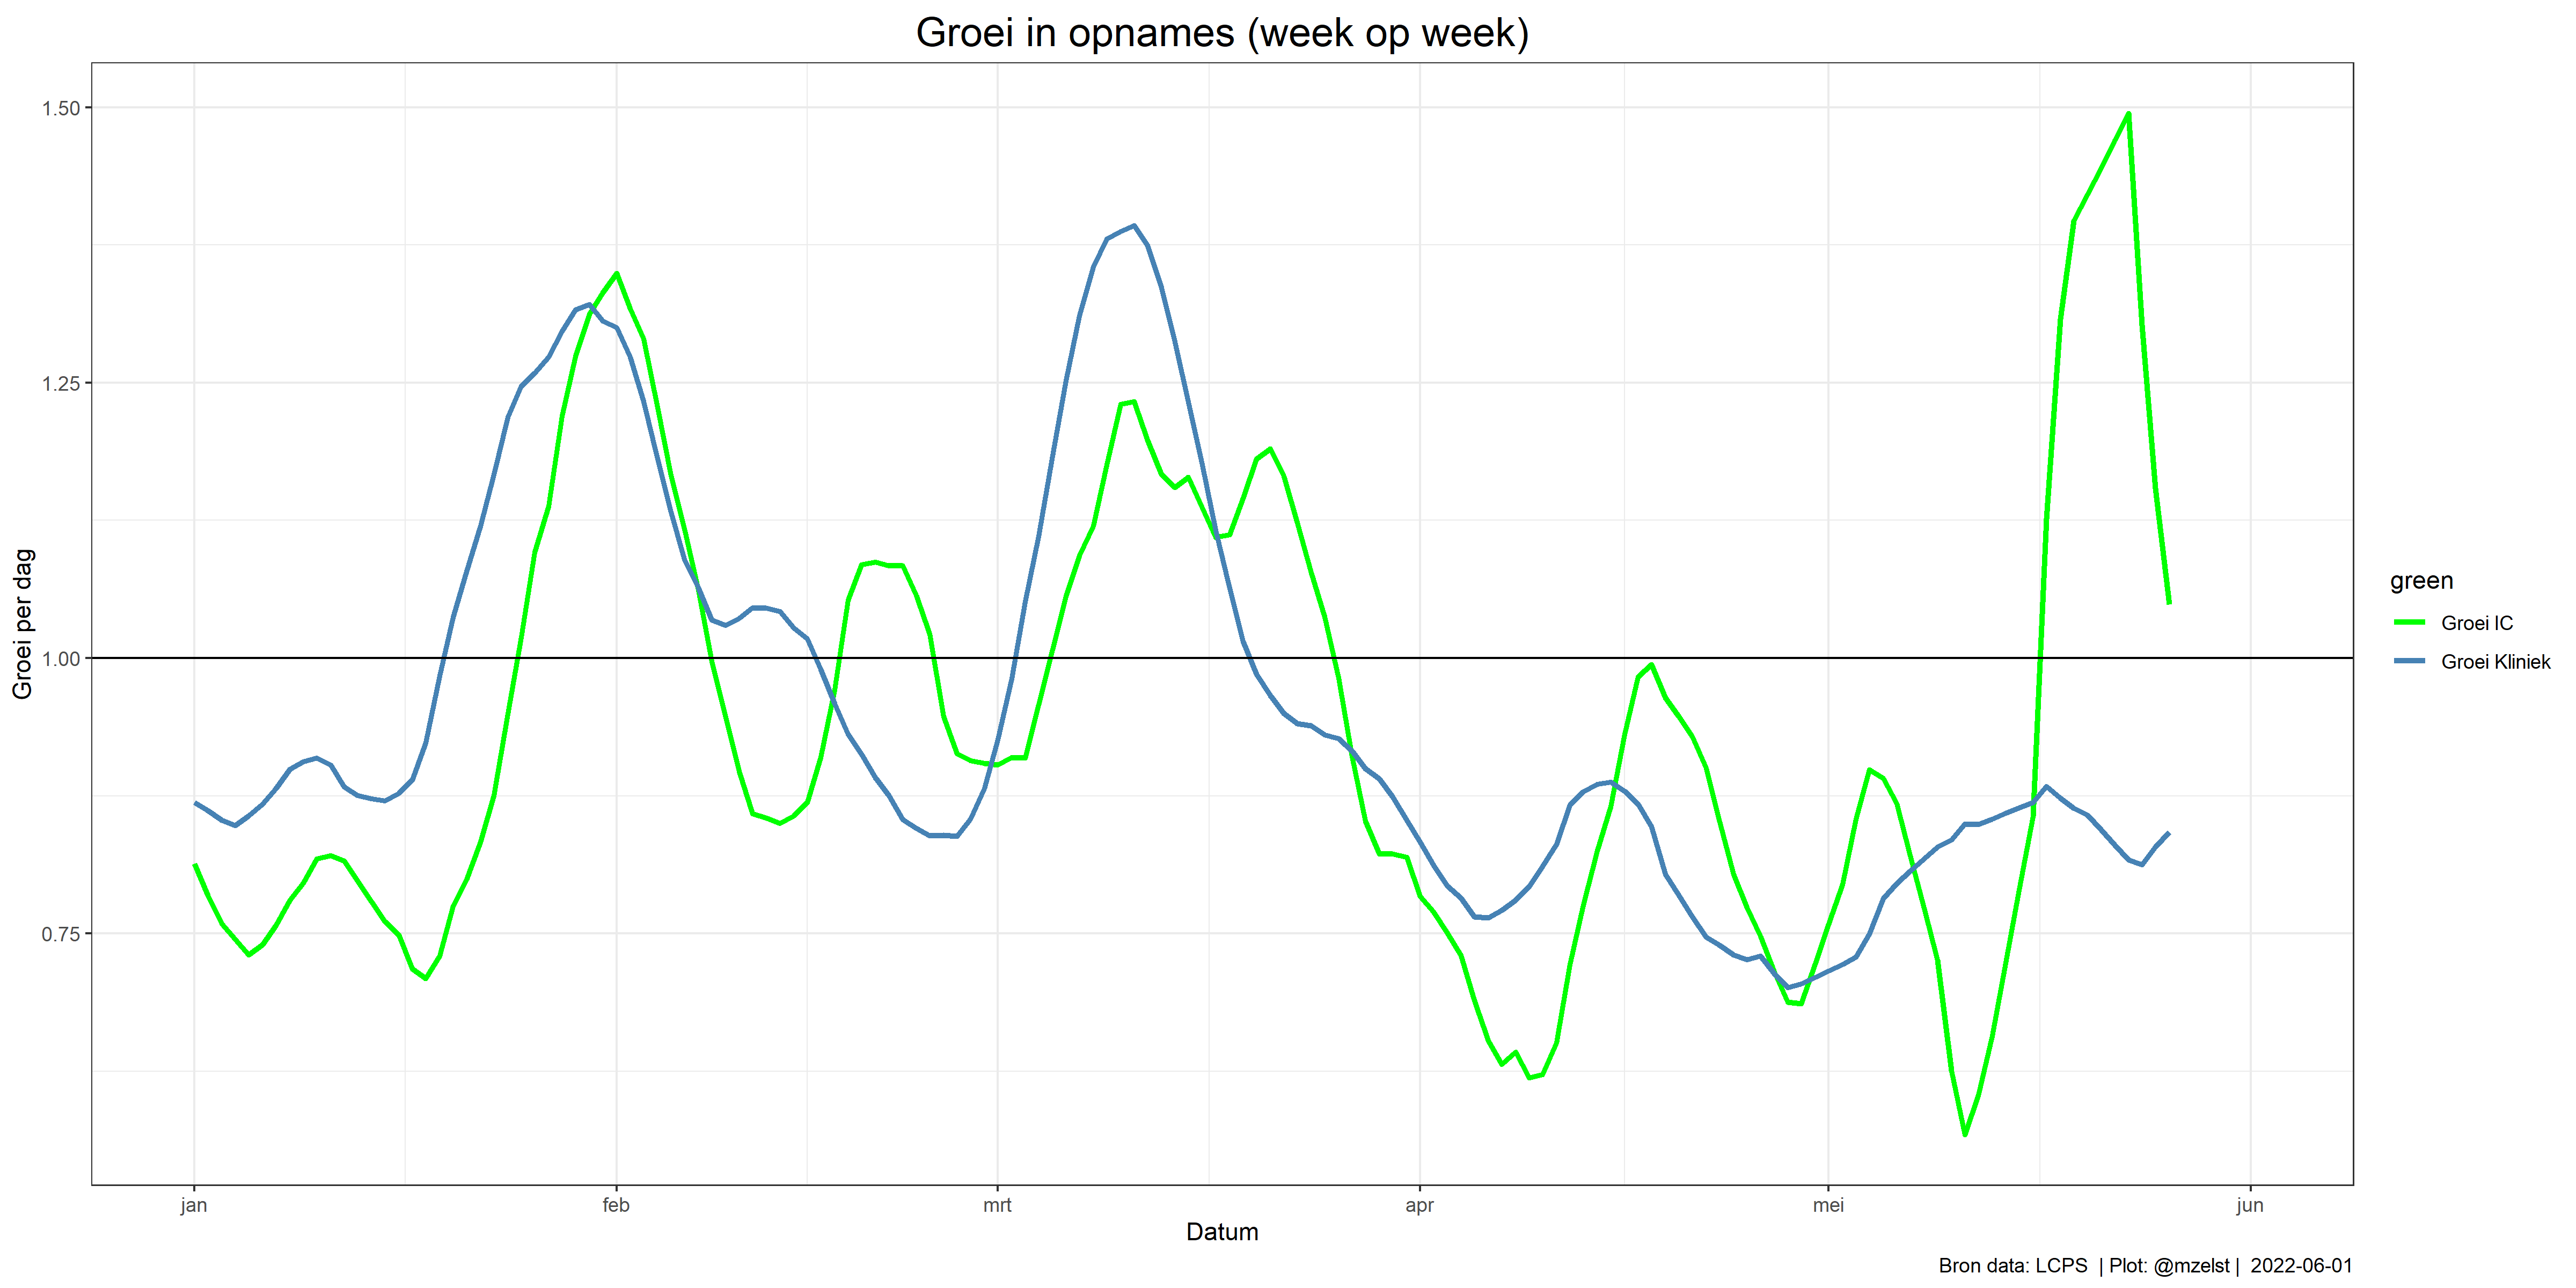 Groei in opnames (week op week)
1.50
1.25
1.00
0.75
Groei per dag
jan feb mrt apr mei jun
Datum
green
Groei IC
Groei Kliniek
Bron data: LCPS | Plot: @mzelst | 2022-06-01